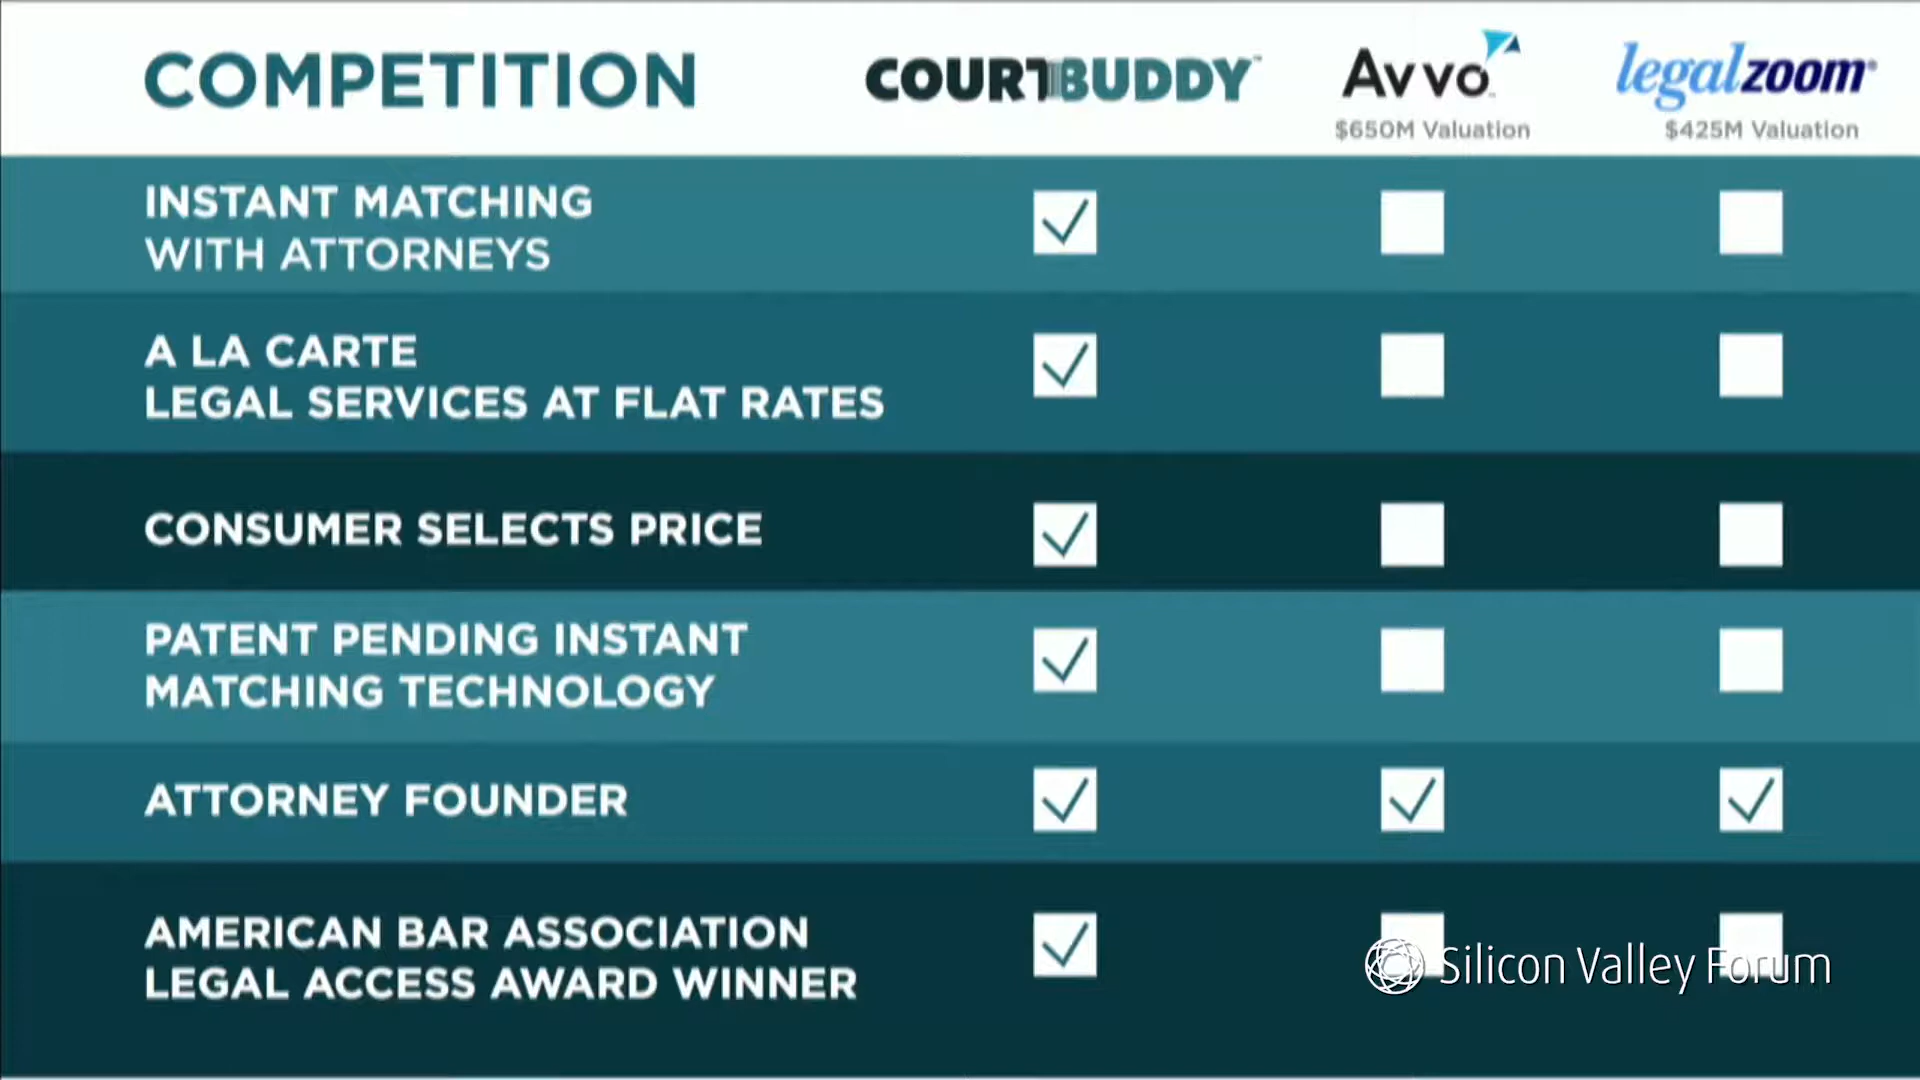 COMPETITION
COURTBUDDY™
Avvo
$650M Valuation
legalzoom®
$425M Valuation
INSTANT MATCHING
WITH ATTORNEYS
A LA CARTE
LEGAL SERVICES AT FLAT RATES
CONSUMER SELECTS PRICE
PATENT PENDING INSTANT
MATCHING TECHNOLOGY
ATTORNEY FOUNDER
AMERICAN BAR ASSOCIATION
LEGAL ACCESS AWARD WINNER
Silicon Valley Forum